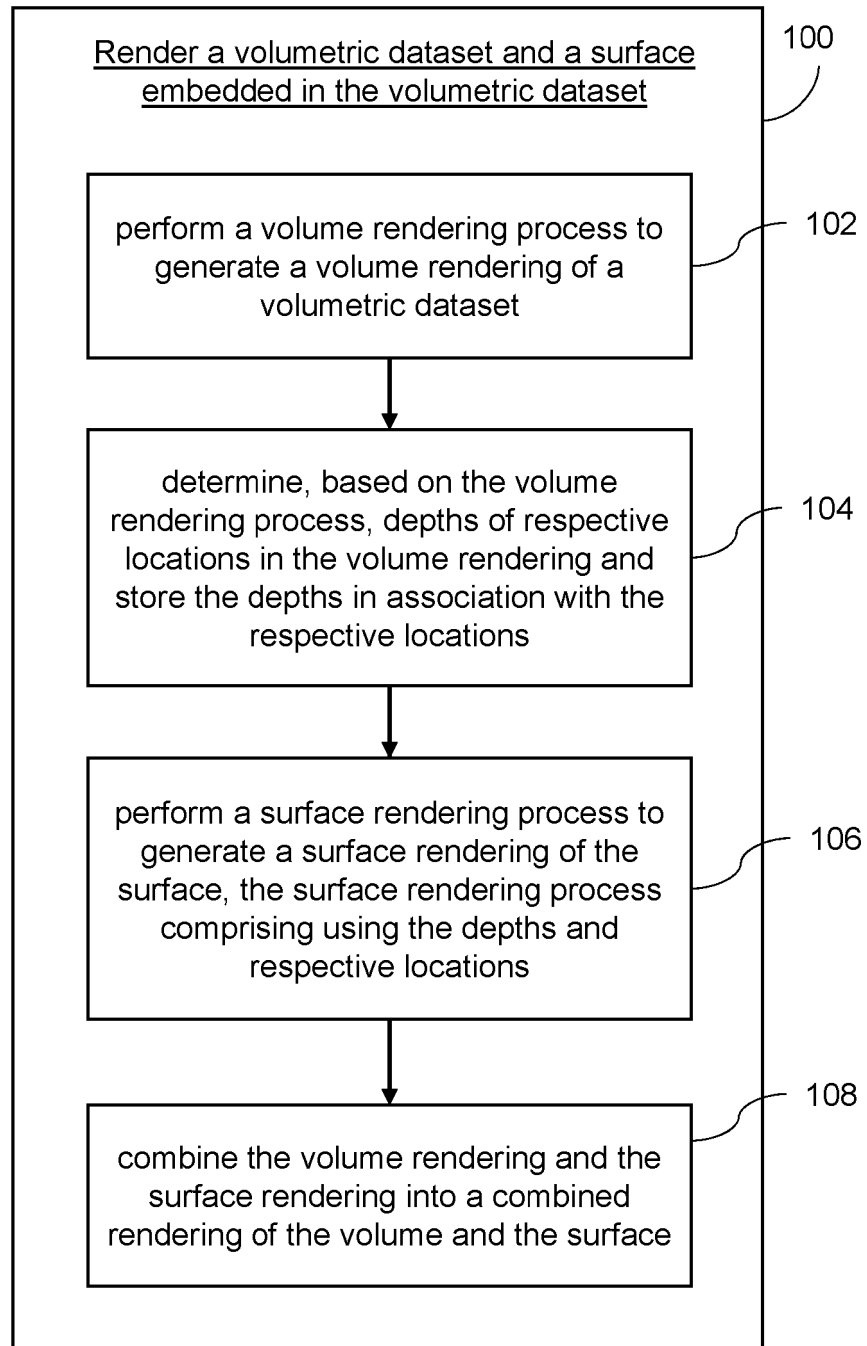 Render a volumetric dataset and a surface
embedded in the volumetric dataset
100
perform a volume rendering process to
generate a volume rendering of a
volumetric dataset
102
determine, based on the volume
rendering process, depths of respective
locations in the volume rendering and
store the depths in association with the
respective locations
104
perform a surface rendering process to
generate a surface rendering of the
surface, the surface rendering process
comprising using the depths and
respective locations
106
combine the volume rendering and the
surface rendering into a combined
rendering of the volume and the surface
108